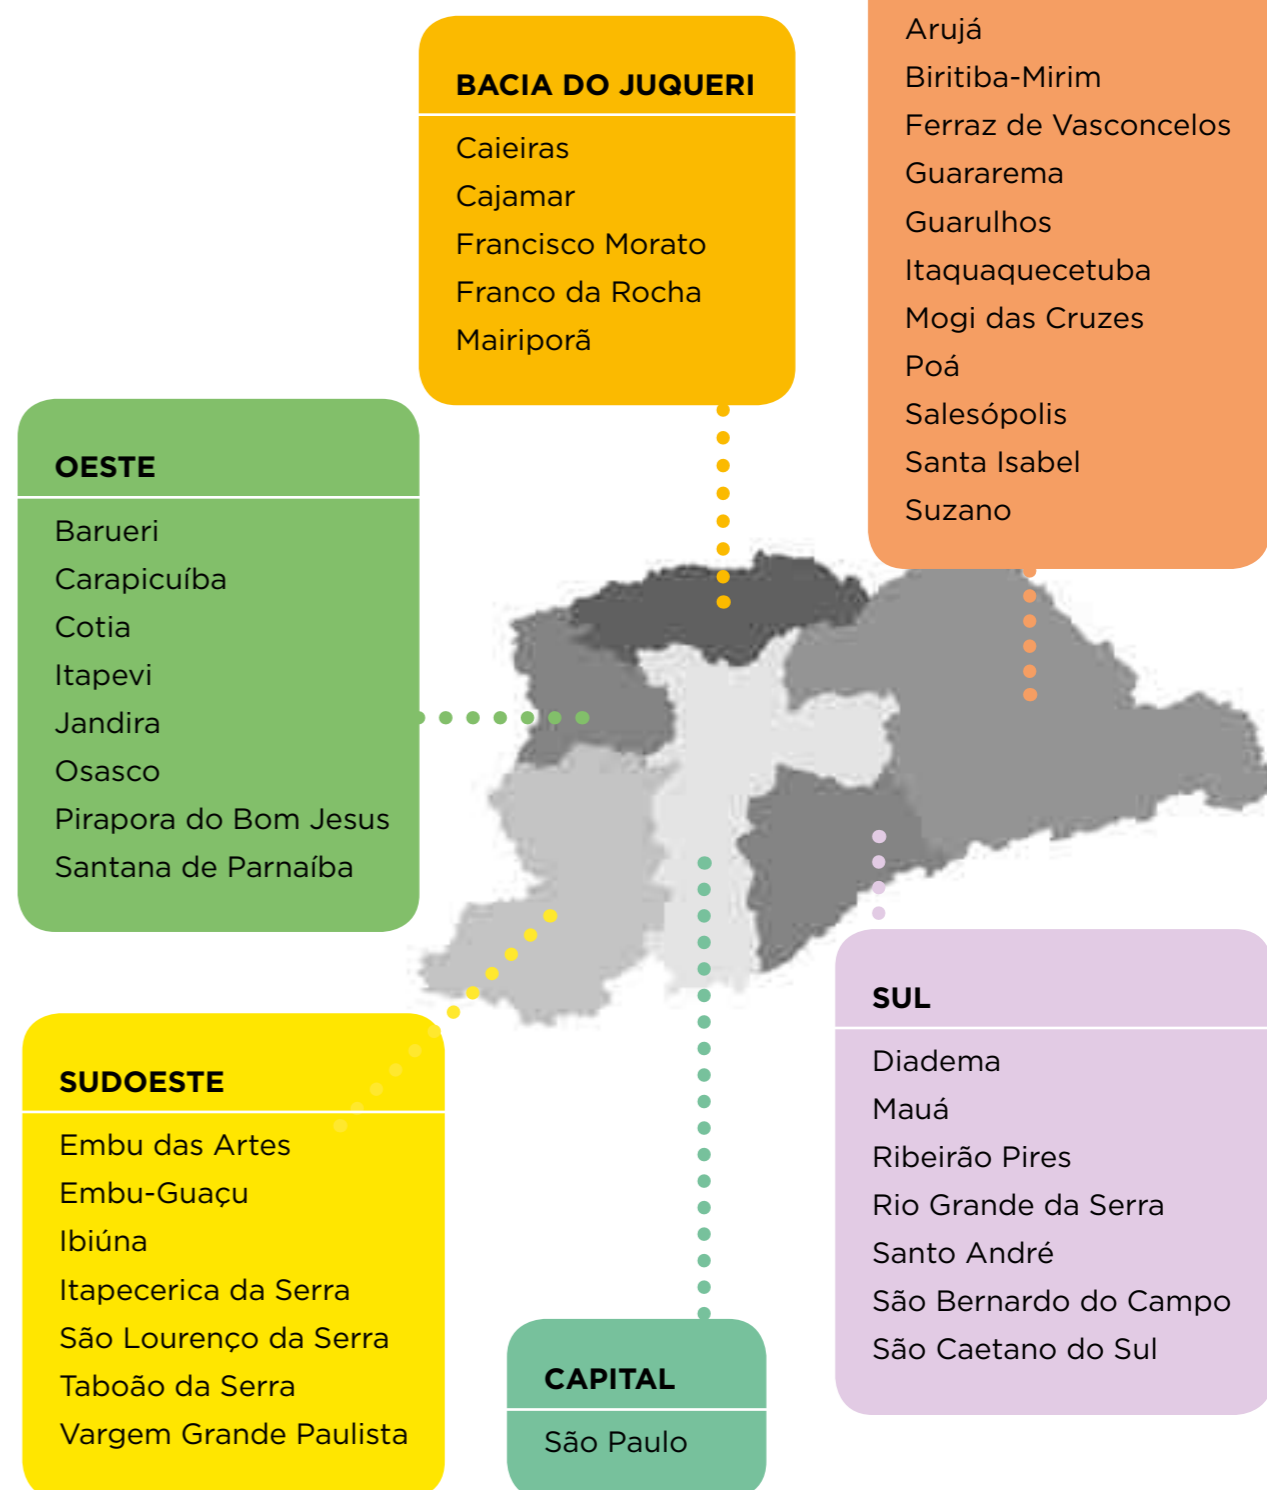 BACIA DO JUQUERI
Caieiras
Cajamar
Francisco Morato
Franco da Rocha
Mairiporã
Arujá
Biritiba-Mirim
Ferraz de Vasconcelos
Guararema
Guarulhos
Itaquaquecetuba
Mogi das Cruzes
Poá
Salesópolis
Santa Isabel
Suzano
OESTE
Barueri
Carapicuíba
Cotia
Itapevi
Jandira
Osasco
Pirapora do Bom Jesus
Santana de Parnaíba
SUDOESTE
Embu das Artes
Embu-Guaçu
Ibiúna
Itapecerica da Serra
São Lourenço da Serra
Taboão da Serra
Vargem Grande Paulista
CAPITAL
São Paulo
SUL
Diadema
Mauá
Ribeirão Pires
Rio Grande da Serra
Santo André
São Bernardo do Campo
São Caetano do Sul